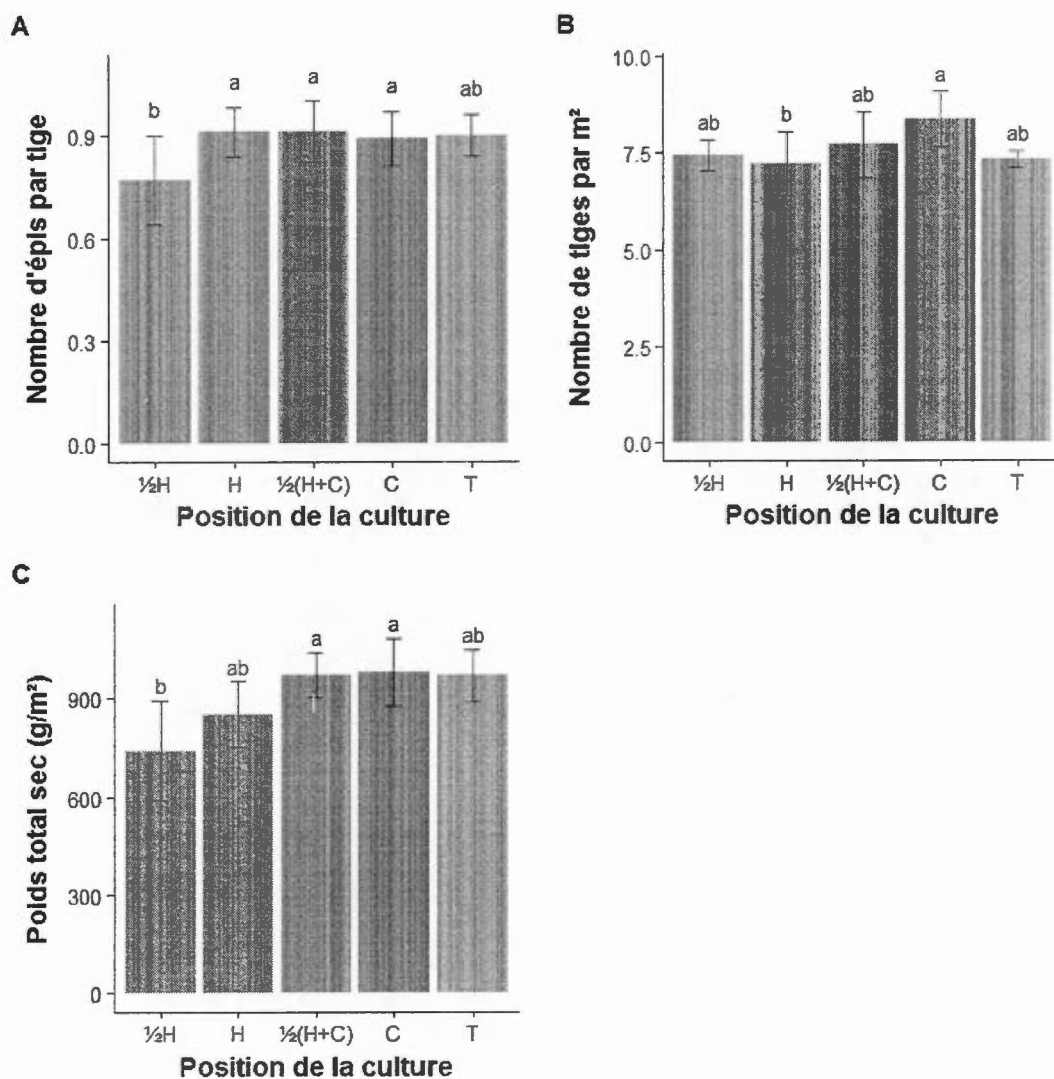 A
Nombre d'épis par tige
0.9
0.6
0.3
0.0
b
a
a
a
ab
½H
H
½(H+C)
C
T
Position de la culture
B
Nombre de tiges par m²
10.0
7.5
5.0
2.5
0.0
ab
b
ab
a
ab
½H
H
½(H+C)
C
T
Position de la culture
C
Poids total sec (g/m²)
900
600
300
0
b
ab
a
a
ab
½H
H
½(H+C)
C
T
Position de la culture